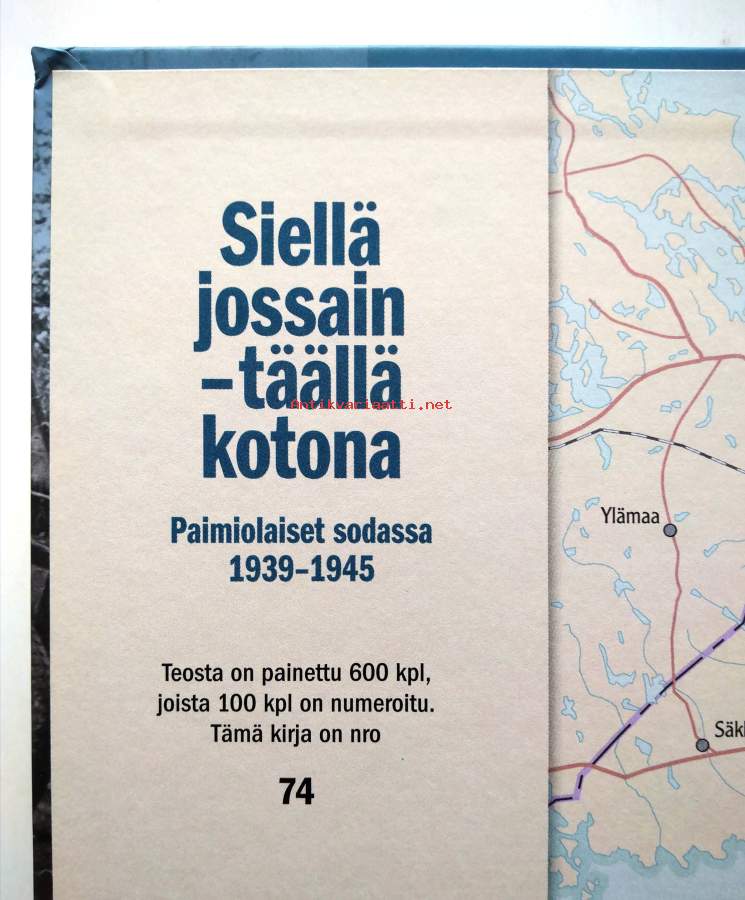 Siellä
jossain
–täällä
Antikvariaatti.net
kotona
Paimiolaiset sodassa
1939–1945
Teosta on painettu 600 kpl,
joista 100 kpl on numeroitu.
Tämä kirja on nro
74
Ylämaa